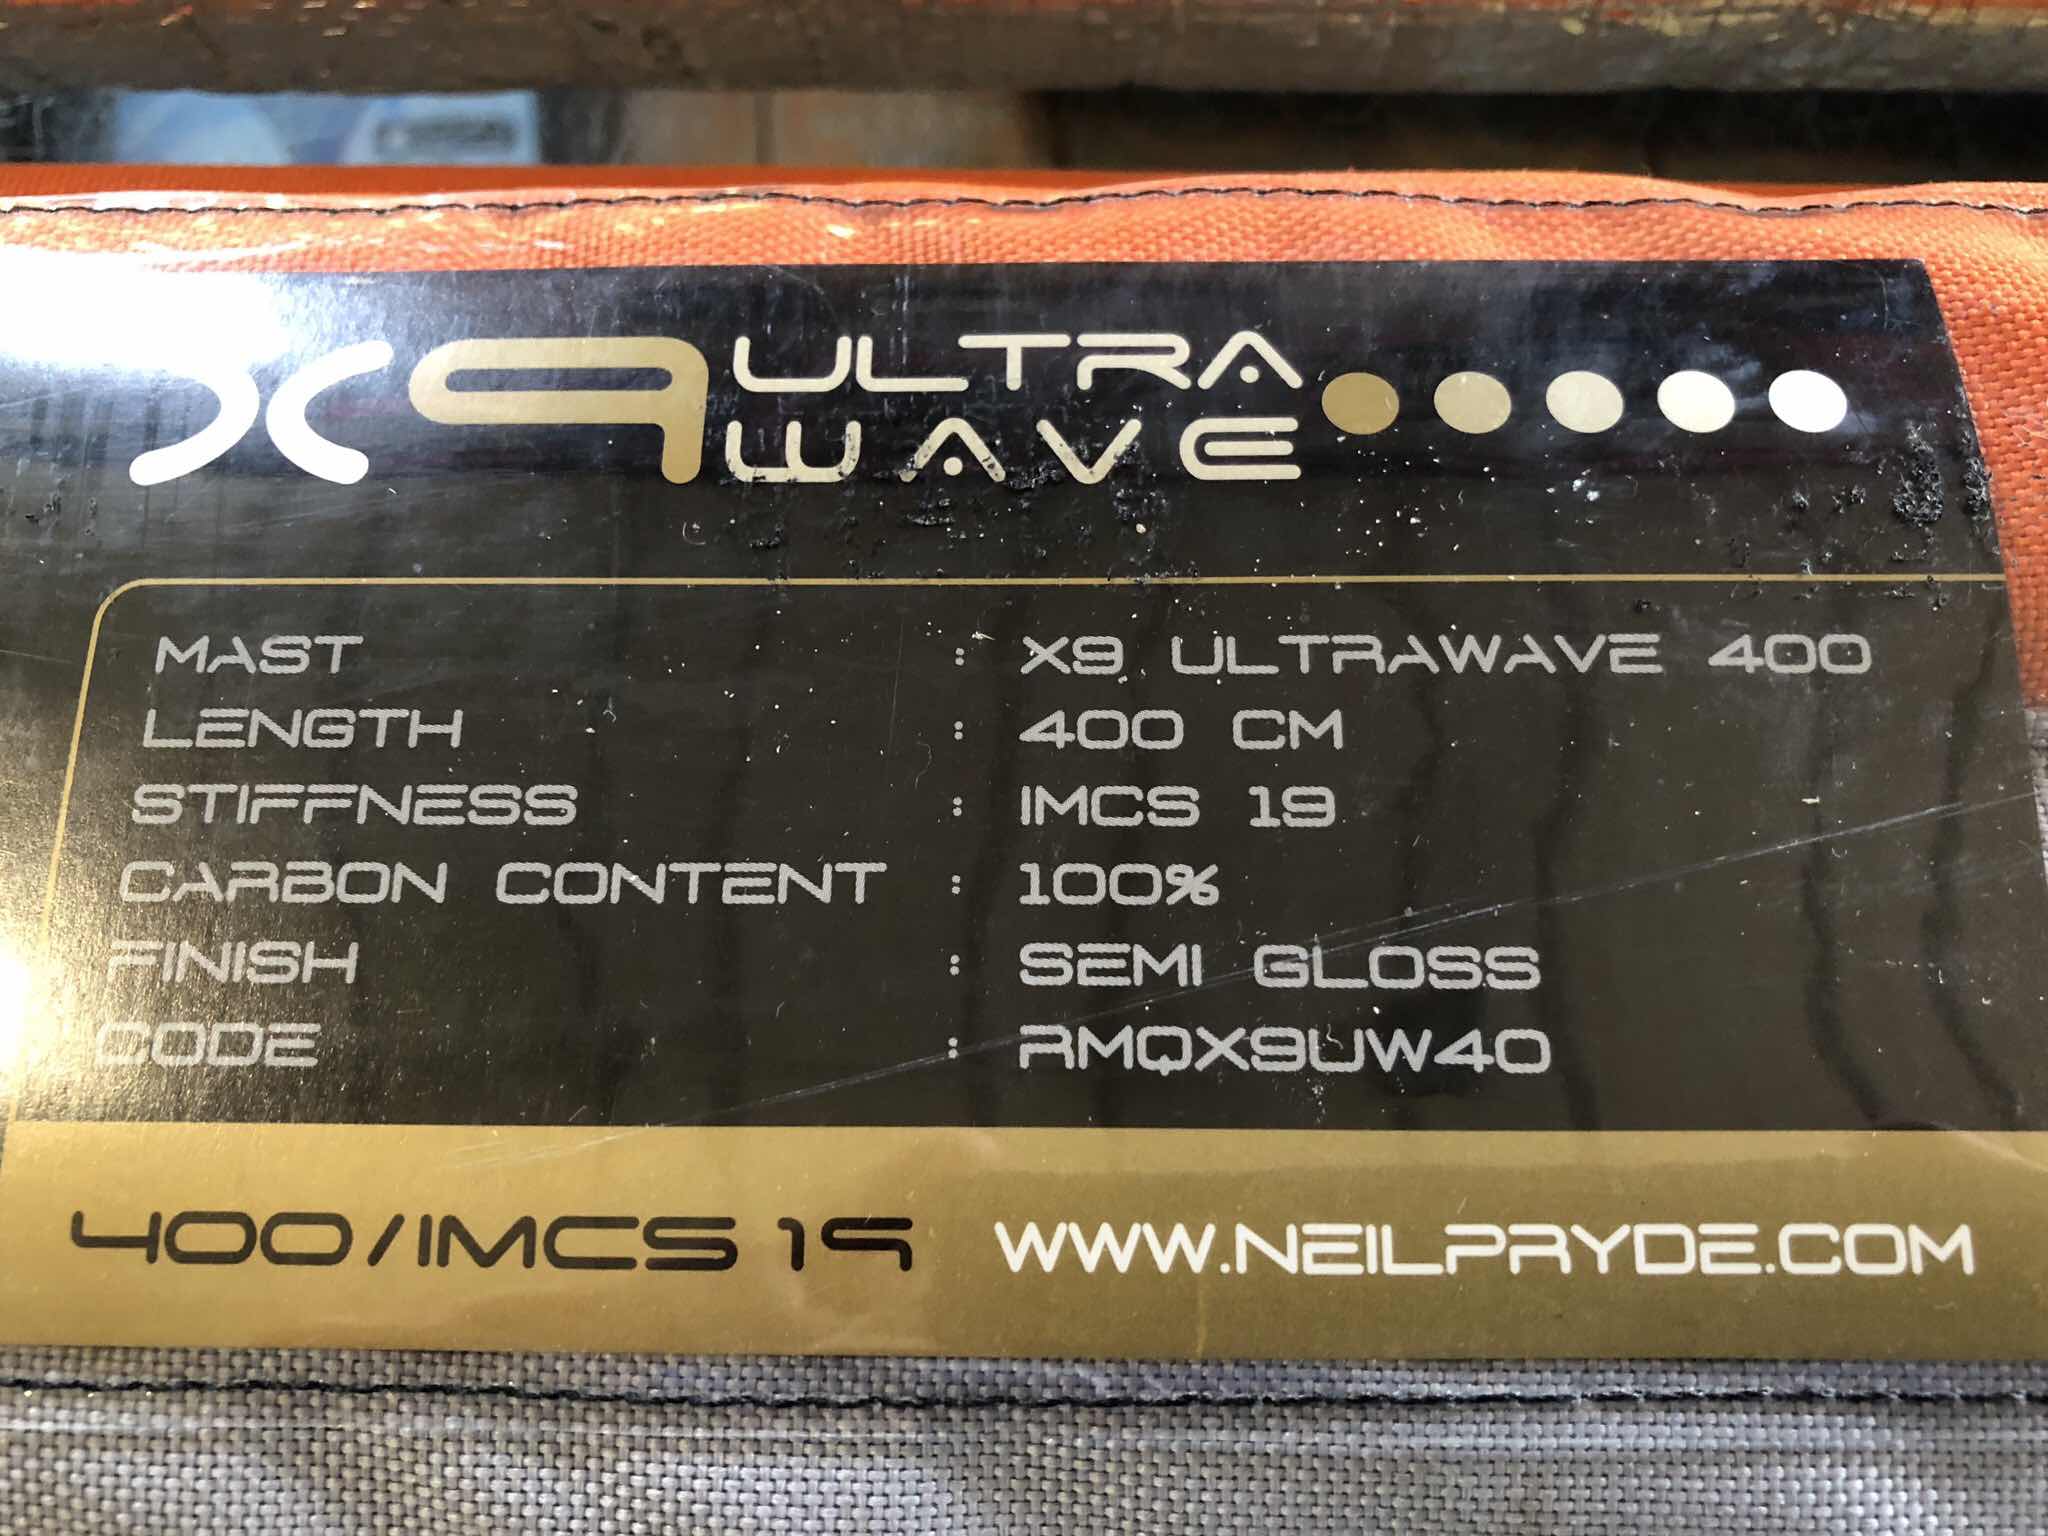 X9 ULTRA
WAVE
MAST : X9 ULTRAWAVE 400
LENGTH : 400 CM
STIFFNESS : IMCS 19
CARBON CONTENT : 100%
FINISH : SEMI GLOSS
CODE : RMQX9UW40
400/IMCS 19 WWW.NEILPRYDE.COM